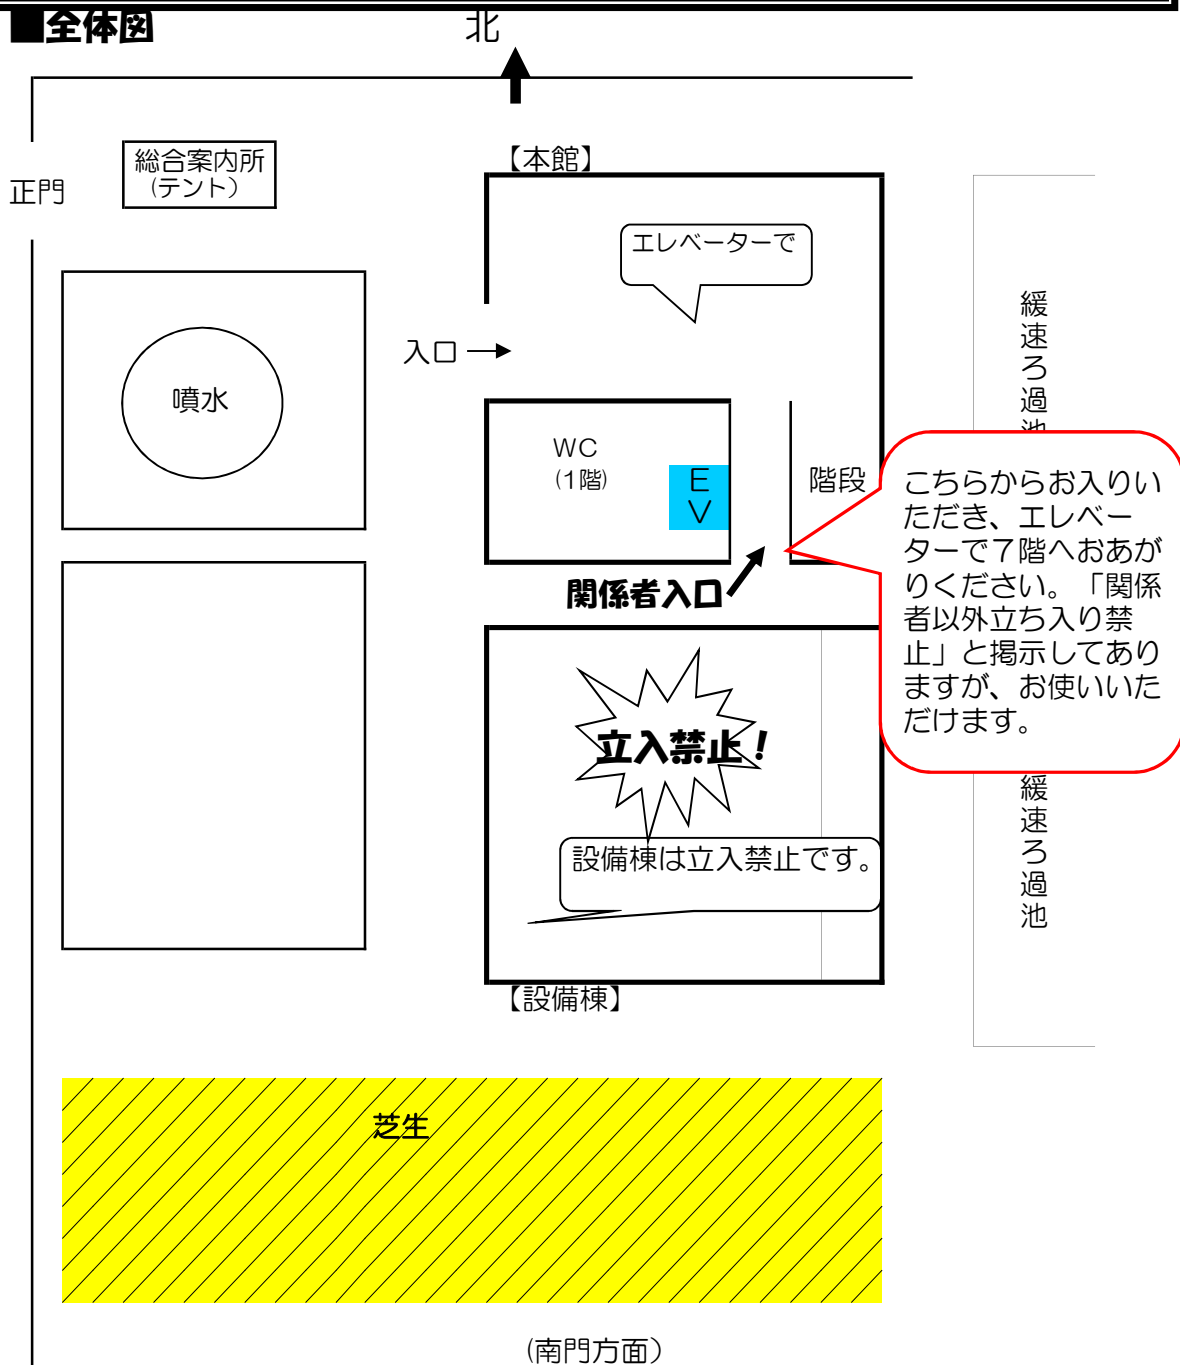 ■全体図
北
正門
総合案内所
(テント)
【本館】
エレベーターで
入口
噴水
WC
(1階)
EV
階段
緩速ろ過池
こちらからお入りい
ただき、エレベー
ターで7階へおあが
りください。「関係
者以外立ち入り禁
止」と掲示してあり
ますが、お使いいた
だけます。
関係者入口
立入禁止！
設備棟は立入禁止です。
緩速ろ過池
【設備棟】
芝生
(南門方面)